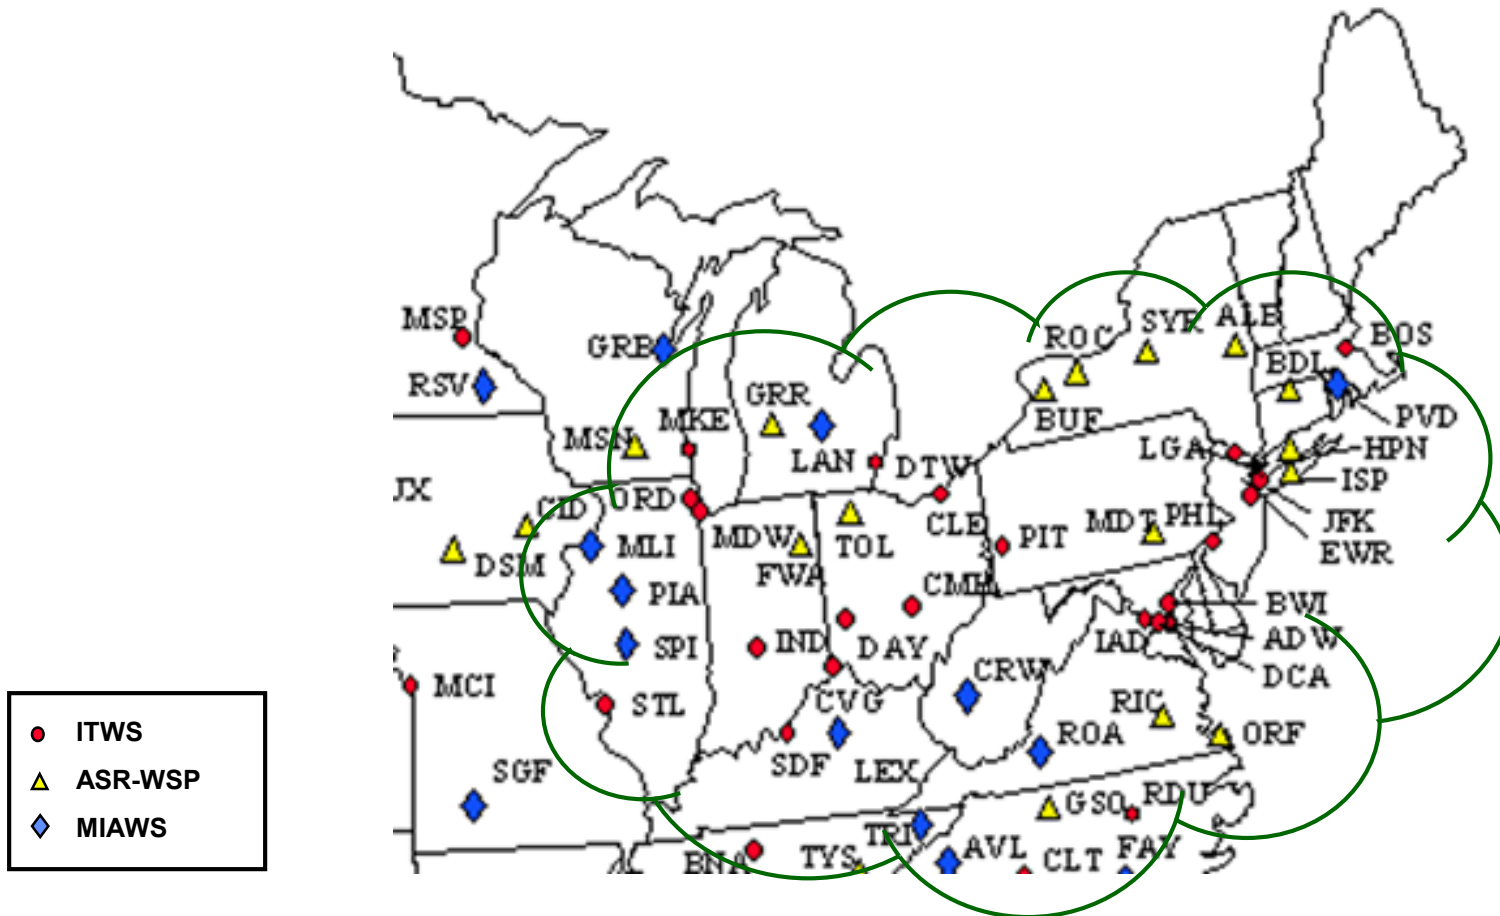 MSP
GRB
RSV
ROC
SYR
ALB
BOS
BDL
GRR
MKE
MSN
BUF
PVD
LGA
HPN
LAN
DTW
ISP
JX
ORD
CID
CLE
MDW
TOL
PIT
MDT
PHL
JFK
EWR
DSM
MLI
FWA
CMH
PIA
BWI
IND
DAY
IAD
ADW
SPI
CRW
DCA
MCI
STL
CVG
RIC
ROA
ORF
SDF
LEX
SGF
GSO
RDU
TRI
BNA
TYS
AVL
CLT
FAY
ITWS
ASR-WSP
MIAWS